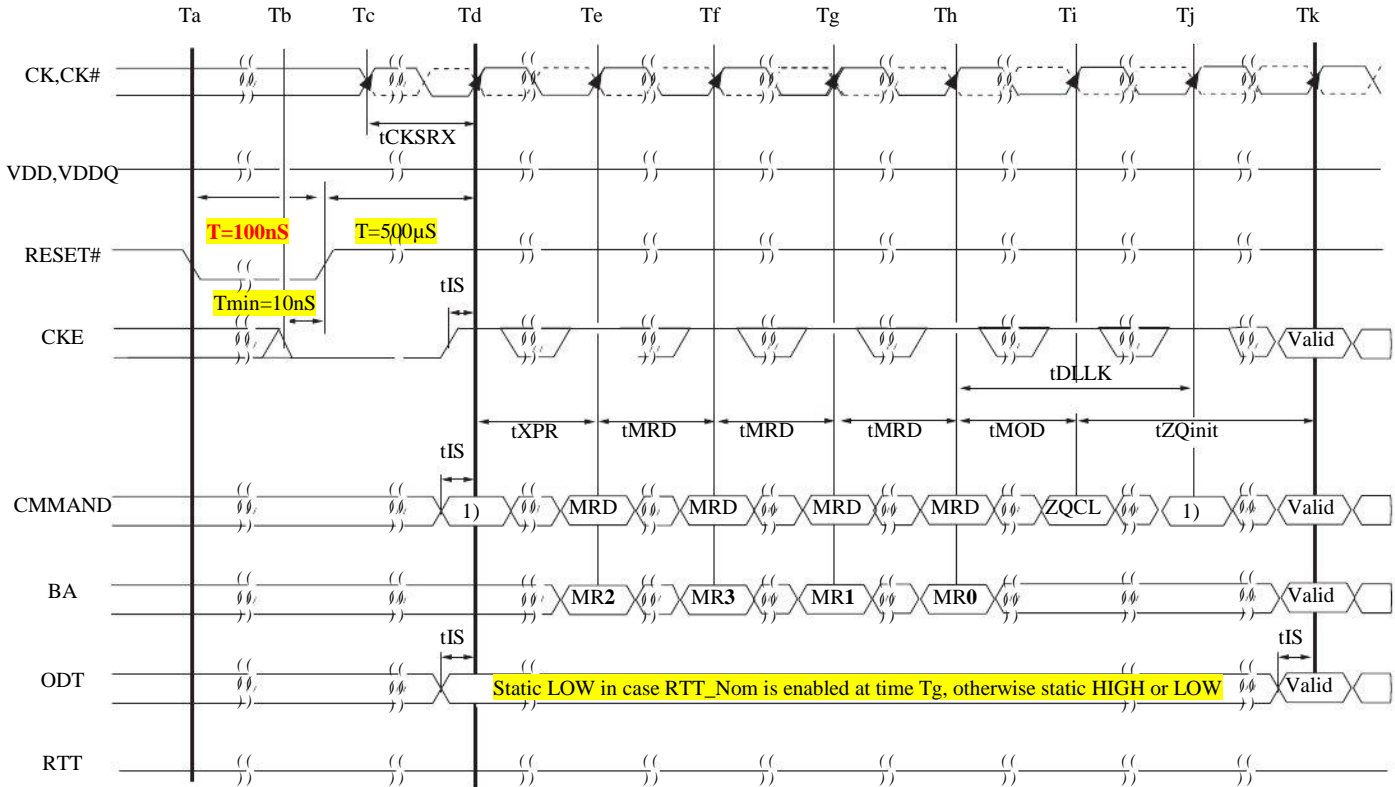 Ta Tb Tc Td Te Tf Tg Th Ti Tj Tk
CK,CK#
tCKSRX
VDD,VDDQ
T=100nS T=500µS
RESET#
Tmin=10nS tIS
CKE Valid
tDLLK
tXPR tMRD tMRD tMRD tMOD tZQinit
tIS
CMMAND 1) MRD MRD MRD MRD ZQCL 1) Valid
BA MR2 MR3 MR1 MR0 Valid
tIS tIS
ODT Static LOW in case RTT_Nom is enabled at time Tg, otherwise static HIGH or LOW Valid
RTT